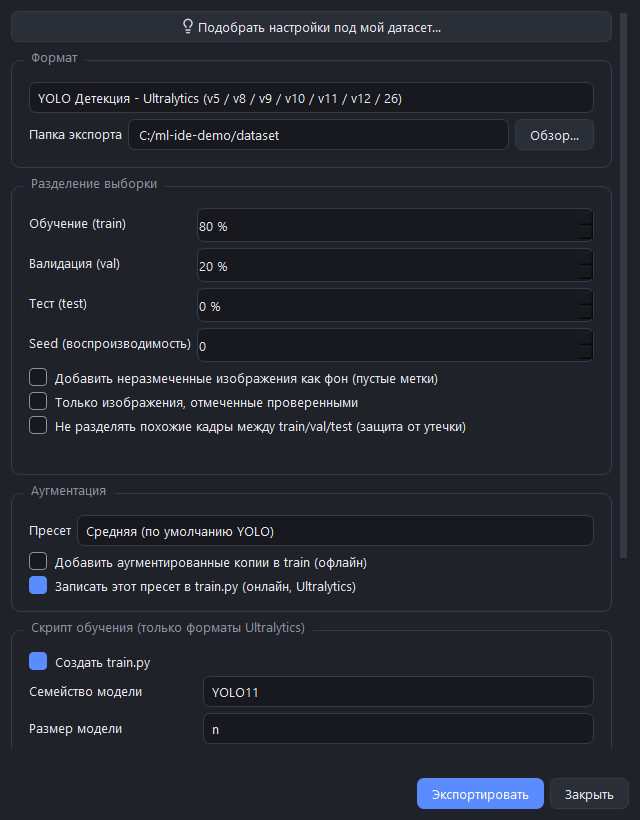 Подобрать настройки под мой датасет...
Формат
YOLO Детекция - Ultralytics (v5 / v8 / v9 / v10 / v11 / v12 / 26)
Папка экспорта C:/ml-ide-demo/dataset Обзор...
Разделение выборки
Обучение (train) 80 %
Валидация (val) 20 %
Тест (test) 0 %
Seed (воспроизводимость) 0
Добавить неразмеченные изображения как фон (пустые метки)
Только изображения, отмеченные проверенными
Не разделять похожие кадры между train/val/test (защита от утечки)
Аугментация
Пресет Средняя (по умолчанию YOLO)
Добавить аугментированные копии в train (офлайн)
Записать этот пресет в train.py (онлайн, Ultralytics)
Скрипт обучения (только форматы Ultralytics)
Создать train.py
Семейство модели YOLO11
Размер модели n
Экспортировать Закрыть